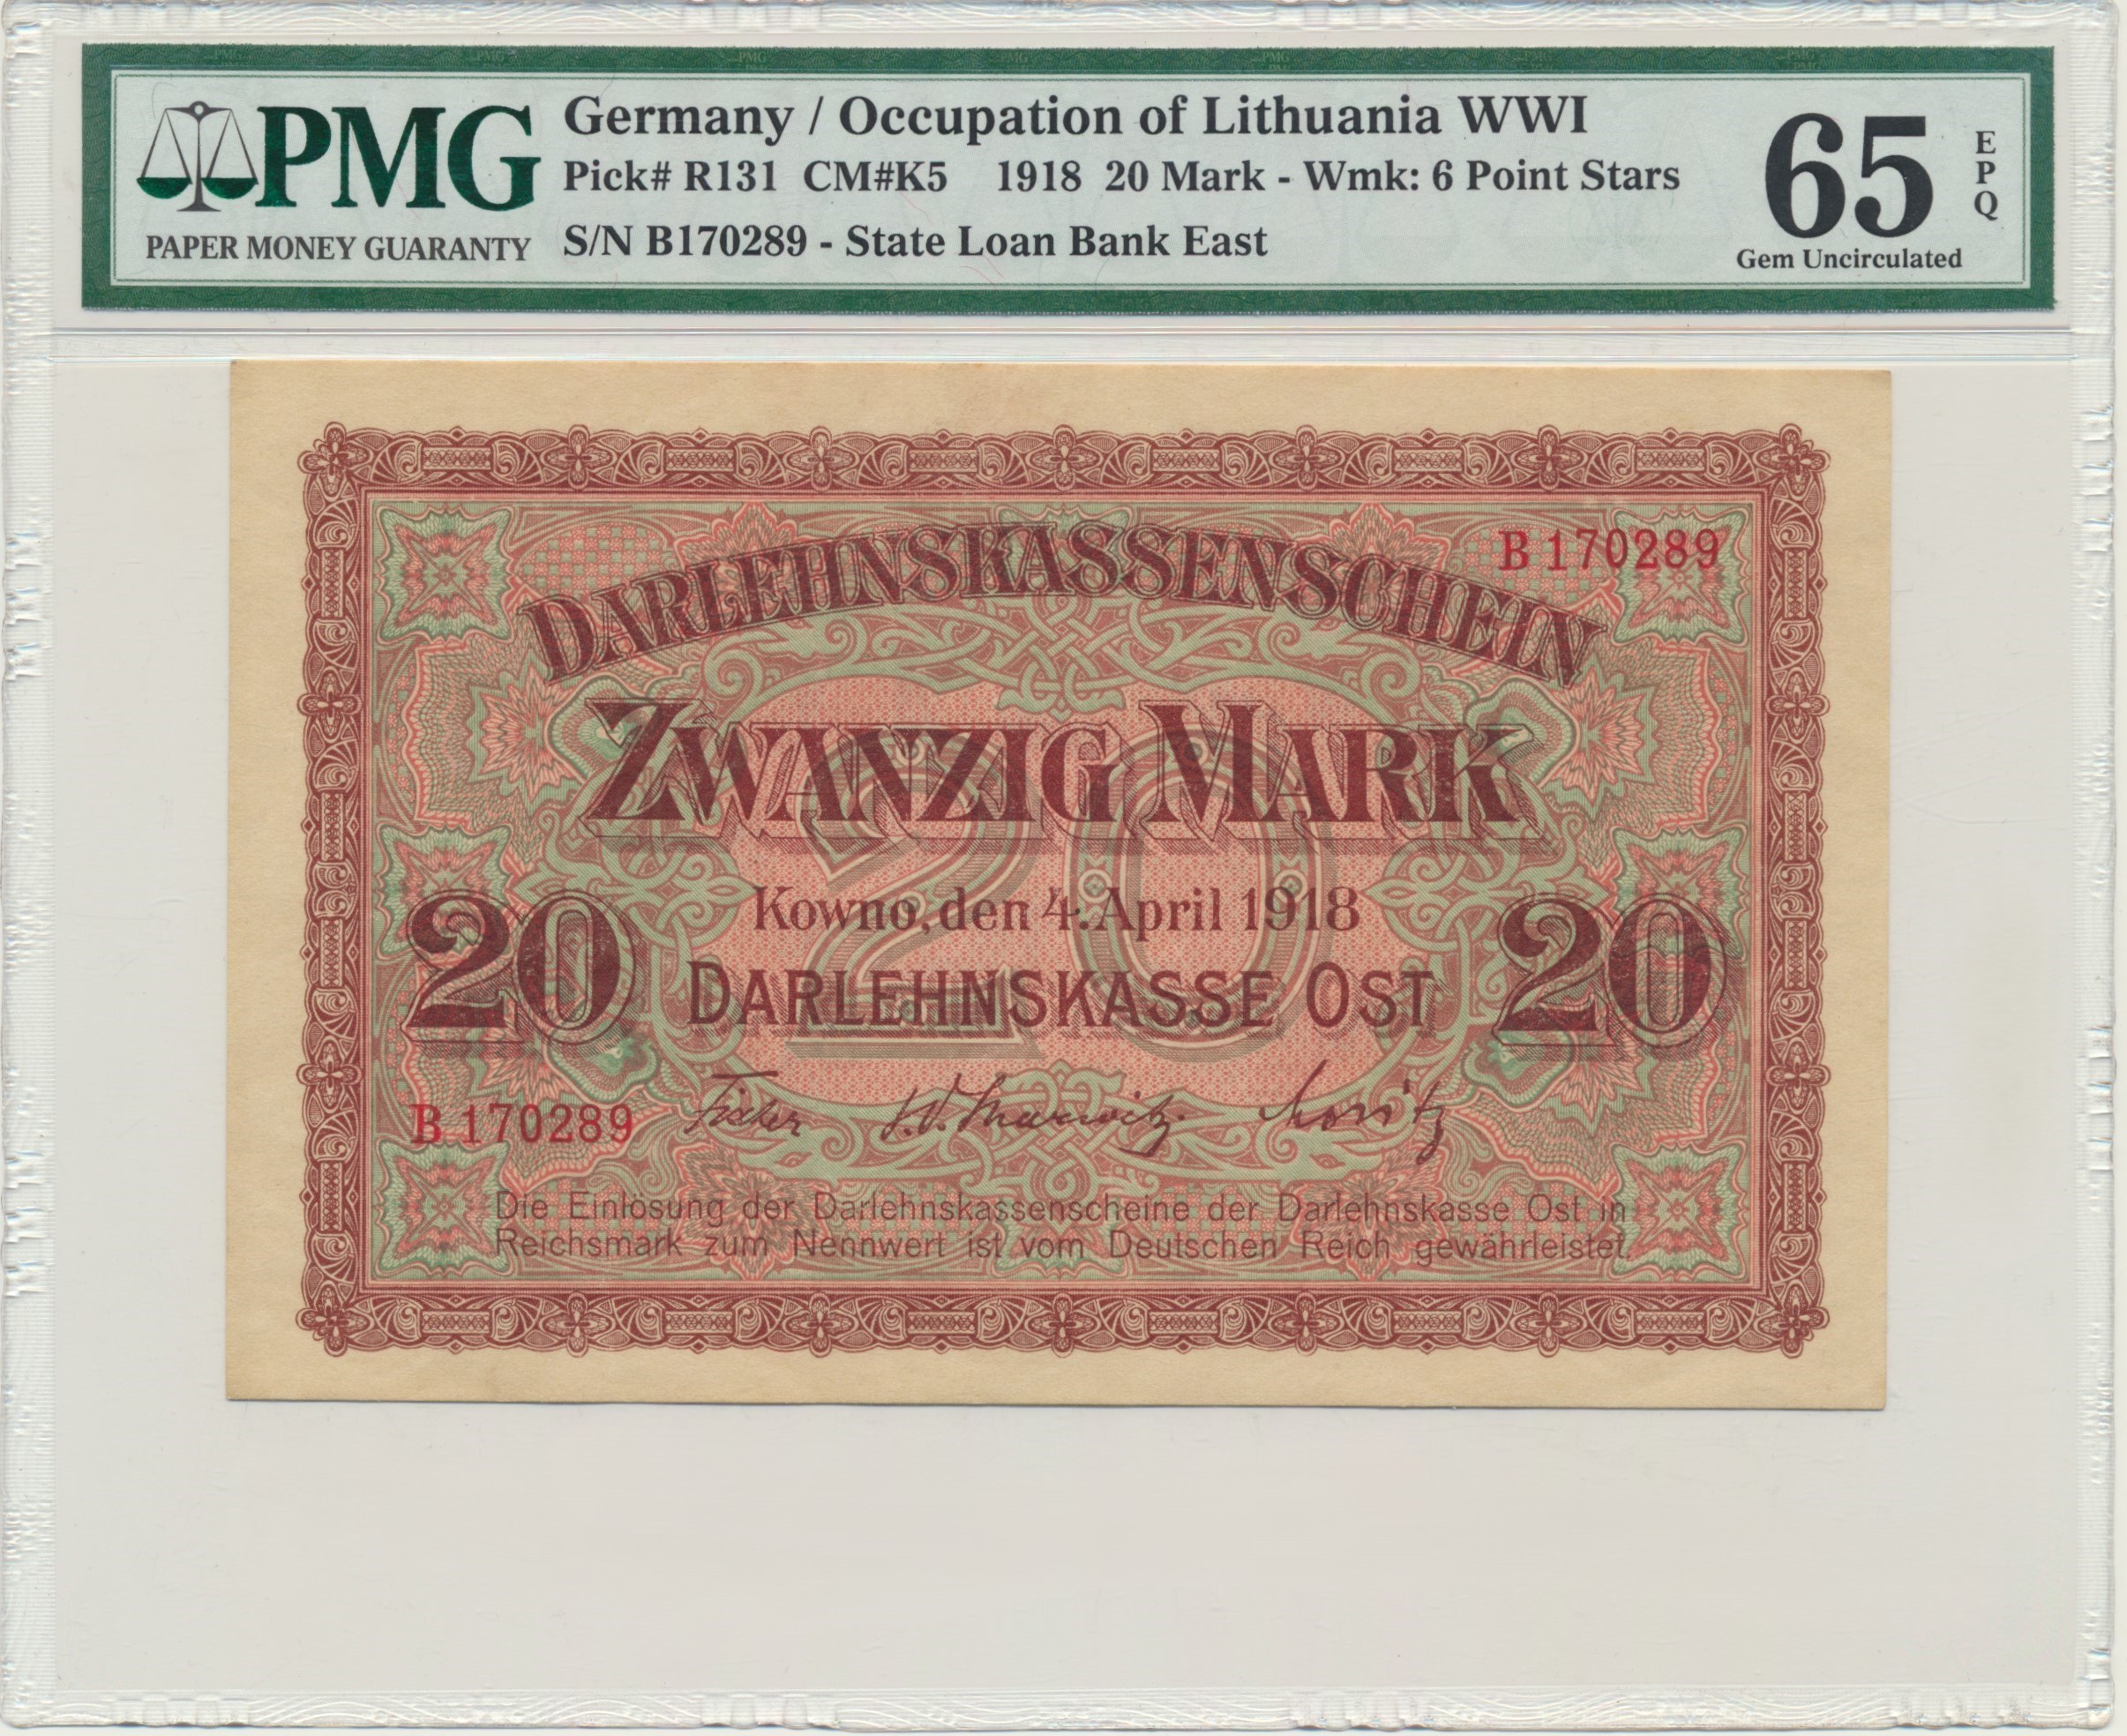 PMG
PAPER MONEY GUARANTY
Germany / Occupation of Lithuania WWI
Pick# R131 CM#K5 1918 20 Mark - Wmk: 6 Point Stars
S/N B170289 - State Loan Bank East
65
EPQ
Gem Uncirculated
B 170289
DARLEHNSKASSENSCHEIN
ZWANZIG MARK
20
Kowno, den 4. April 1918
20 DARLEHNSKASSE OST 20
B 170289
Fischer
Moritz
Die Einlösung der Darlehnskassenscheine der Darlehnskasse Ost in
Reichsmark zum Nennwert ist vom Deutschen Reich gewährleistet.